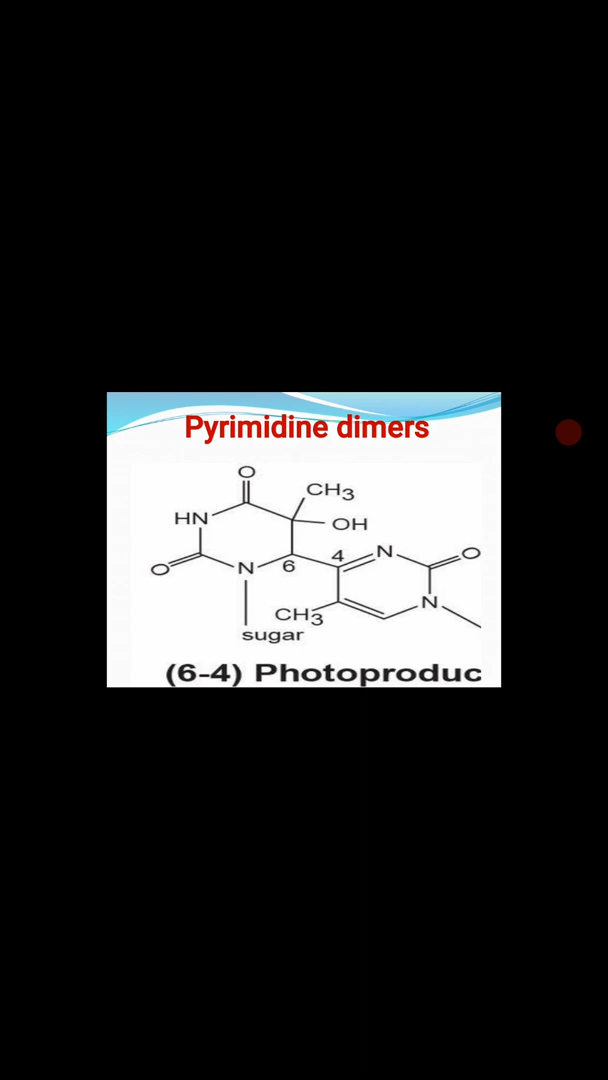 Pyrimidine dimers
O
CH3
HN
OH
O
N
6
4
N
O
CH3
N
sugar
(6-4) Photoproduc